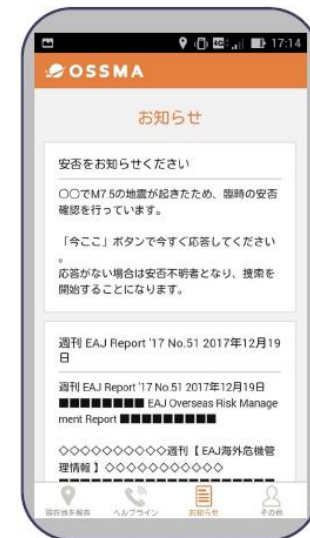 17:14
OSSMA
お知らせ
安否をお知らせください
〇〇でM7.5の地震が起きたため、臨時の安否
確認を行っています。
「今ここ」ボタンで今すぐ応答してください
。
応答がない場合は安否不明者となり、捜索を
開始することになります。
週刊 EAJ Report '17 No.51 2017年12月19
日
週刊 EAJ Report '17 No.51 2017年12月19日
■■■■■■■■ EAJ Overseas Risk Manage
ment Report ■■■■■■■■■
◇◇◇◇◇◇◇◇◇◇週刊【 EAJ海外危機管
理情報 】◇◇◇◇◇◇◇◇◇◇◇
現在地を報告 ヘルプライン お知らせ その他